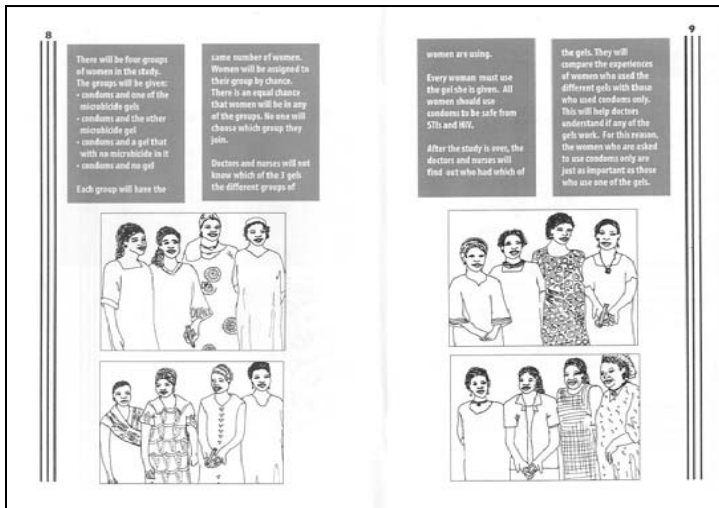 8
There will be four groups
of women in the study.
The groups will be given:
• condoms and one of the
microbicide gels
• condoms and the other
microbicide gel
• condoms and a gel that
with no microbicide in it
• condoms and no gel
Each group will have the
same number of women.
Women will be assigned to
their group by chance.
There is an equal chance
that women will be in any
of the groups. No one will
choose which group they
join.
Doctors and nurses will not
know which of the 3 gels
the different groups of
9
women are using.
Every woman must use
the gel she is given. All
women should use
condoms to be safe from
STIs and HIV.
After the study is over, the
doctors and nurses will
find out who had which of
the gels. They will
compare the experiences
of women who used the
different gels with those
who used condoms only.
This will help doctors
understand if any of the
gels work. For this reason,
the women who are asked
to use condoms only are
just as important as those
who use one of the gels.